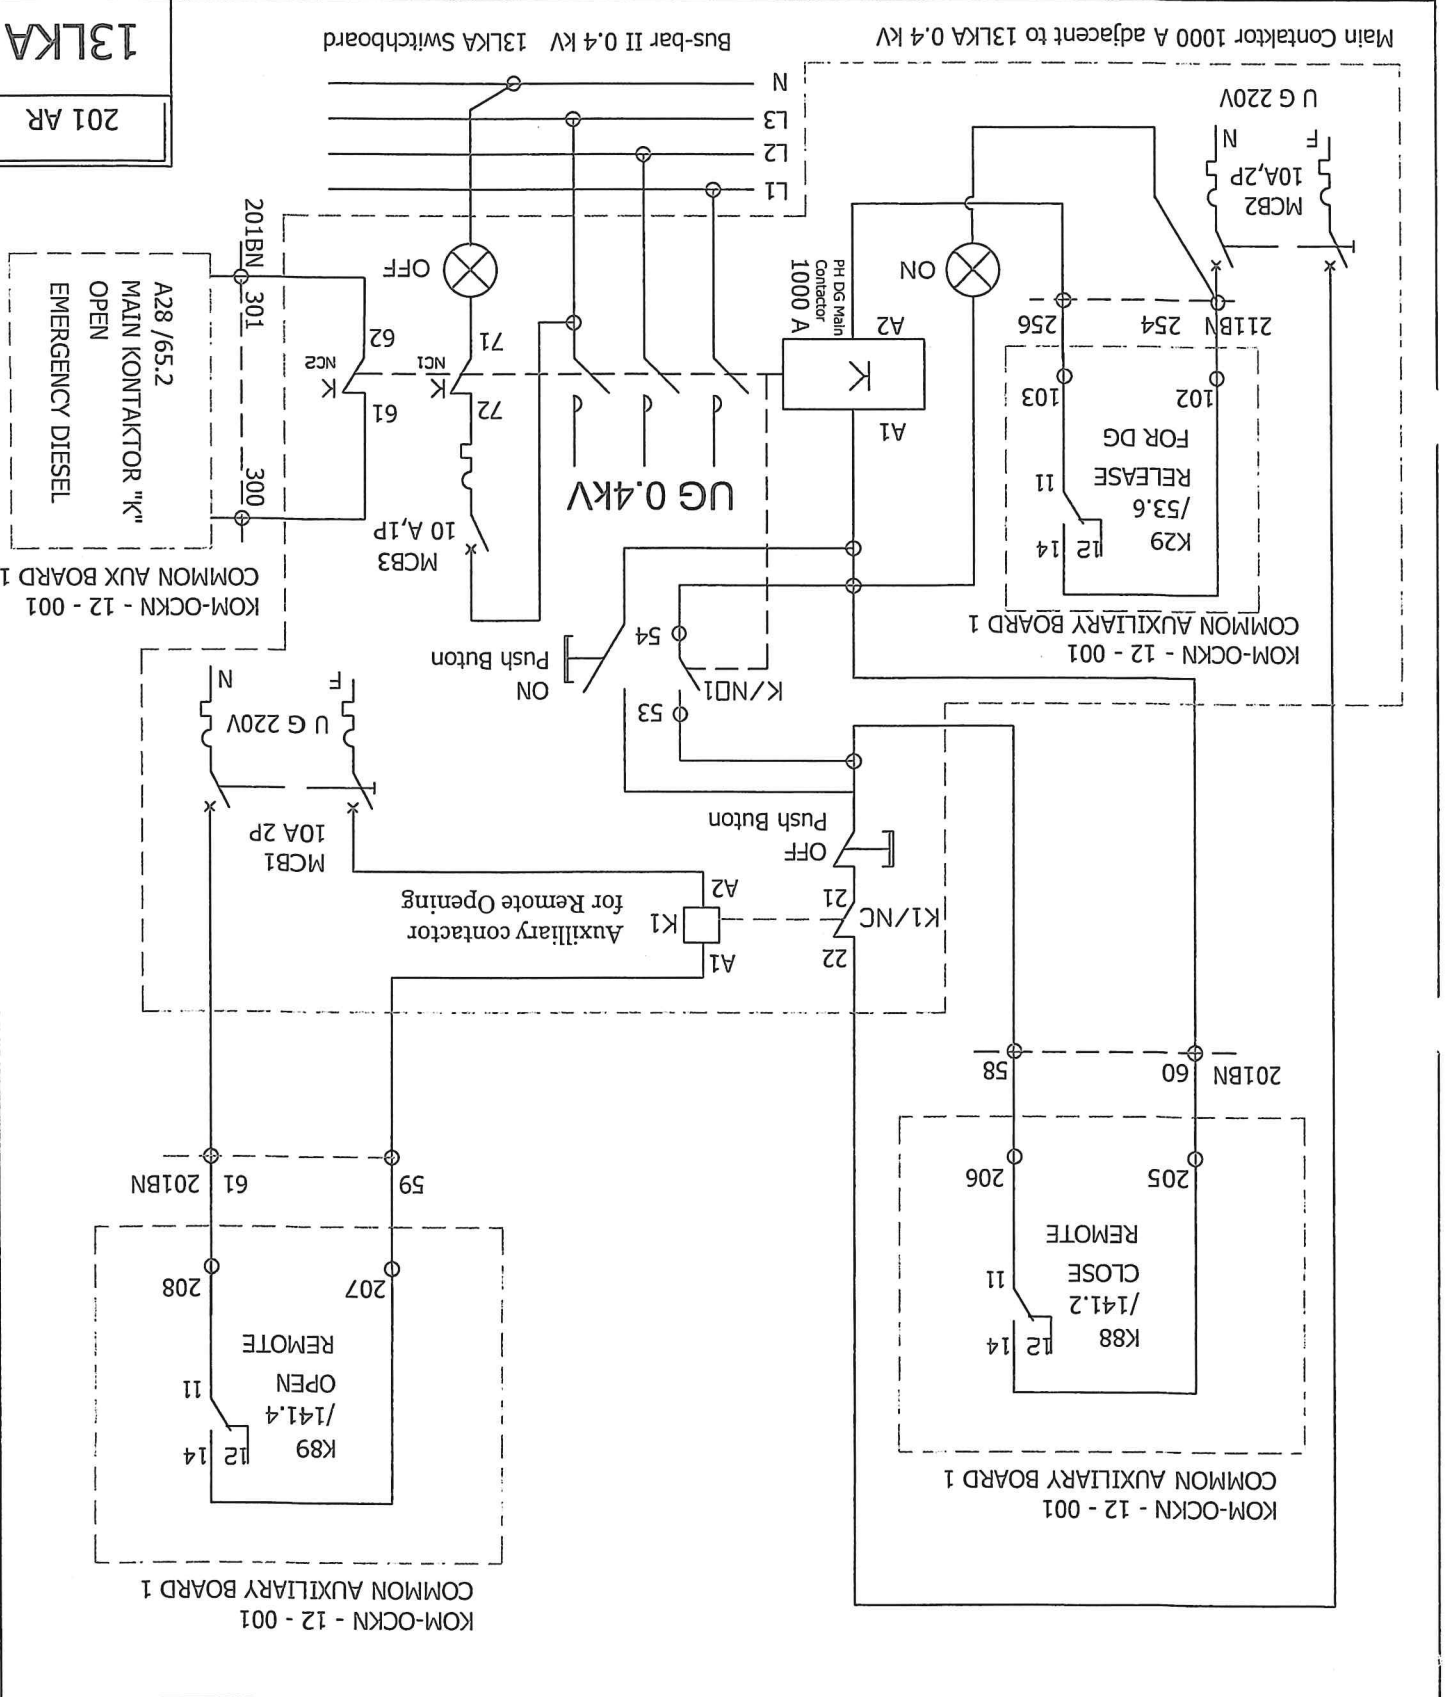 KOM-OCKN - 12 - 001
COMMON AUXILIARY BOARD 1
K88
/141.2
CLOSE
REMOTE
12
14
11
205
206
201BN
60
58
KOM-OCKN - 12 - 001
COMMON AUXILIARY BOARD 1
K89
/141.4
OPEN
REMOTE
12
14
11
207
208
59
61
201BN
22
K1/NC
21
OFF
Push Buton
A1
K1
A2
Auxilliary contactor
for Remote Opening
MCB1
10A 2P
U G 220V
F
N
53
K/NO1
54
ON
Push Buton
KOM-OCKN - 12 - 001
COMMON AUXILIARY BOARD 1
K29
/53.6
RELEASE
FOR DG
12
14
11
102
103
211BN
254
256
A1
K
A2
PH DG Main
Contactor
1000 A
ON
UG 0.4kV
MCB3
10 A,1P
72
K
NC1
71
OFF
61
K
NC2
62
KOM-OCKN - 12 - 001
COMMON AUX BOARD 1
300
301
201BN
A28 /65.2
MAIN KONTAKTOR "K"
OPEN
EMERGENCY DIESEL
MCB2
10A,2P
F
N
U G 220V
L1
L2
L3
N
Main Contaktor 1000 A adjacent to 13LKA 0.4 kV
Bus-bar II 0.4 kV 13LKA Switchboard
201 AR
13LKA